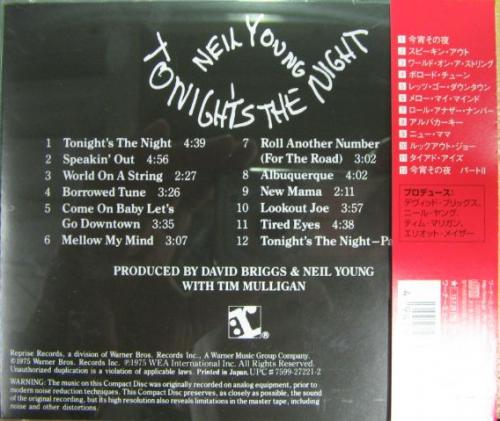 NEIL YOUNG
TONIGHT'S THE NIGHT
1 Tonight's The Night 4:39
2 Speakin' Out 4:56
3 World On A String 2:27
4 Borrowed Tune 3:26
5 Come On Baby Let's
Go Downtown 3:35
6 Mellow My Mind 3:07
7 Roll Another Number
(For The Road) 3:02
8 Albuquerque 4:00
9 New Mama 2:11
10 Lookout Joe 3:57
11 Tired Eyes 4:38
12 Tonight's The Night–Pa
PRODUCED BY DAVID BRIGGS & NEIL YOUNG
WITH TIM MULLIGAN
r
Reprise Records, a division of Warner Bros. Records Inc., A Warner Music Group Company.
©1975 Warner Bros. Records Inc. ℗1975 WEA International Inc. All Rights Reserved.
Unauthorized duplication is a violation of applicable laws. Printed in Japan. UPC # 7599-27221-2
WARNING: The music on this Compact Disc was originally recorded on analog equipment, prior to
modern noise reduction techniques. This Compact Disc preserves, as closely as possible, the sound
of the original recording, but its high resolution also reveals limitations in the master tape, including
noise and other distortions.
1 今宵その夜
2 スピーキン・アウト
3 ワールド・オン・ア・ストリング
4 ボロード・チューン
5 レッツ・ゴー・ダウンタウン
6 メロー・マイ・マインド
7 ロール・アナザー・ナンバー
8 アルバカーキー
9 ニュー・ママ
10 ルックアウト・ジョー
11 タイアド・アイズ
12 今宵その夜 パートII
プロデュース:
デヴィッド・ブリッグス、
ニール・ヤング、
ティム・マリガン、
エリオット・メイザー